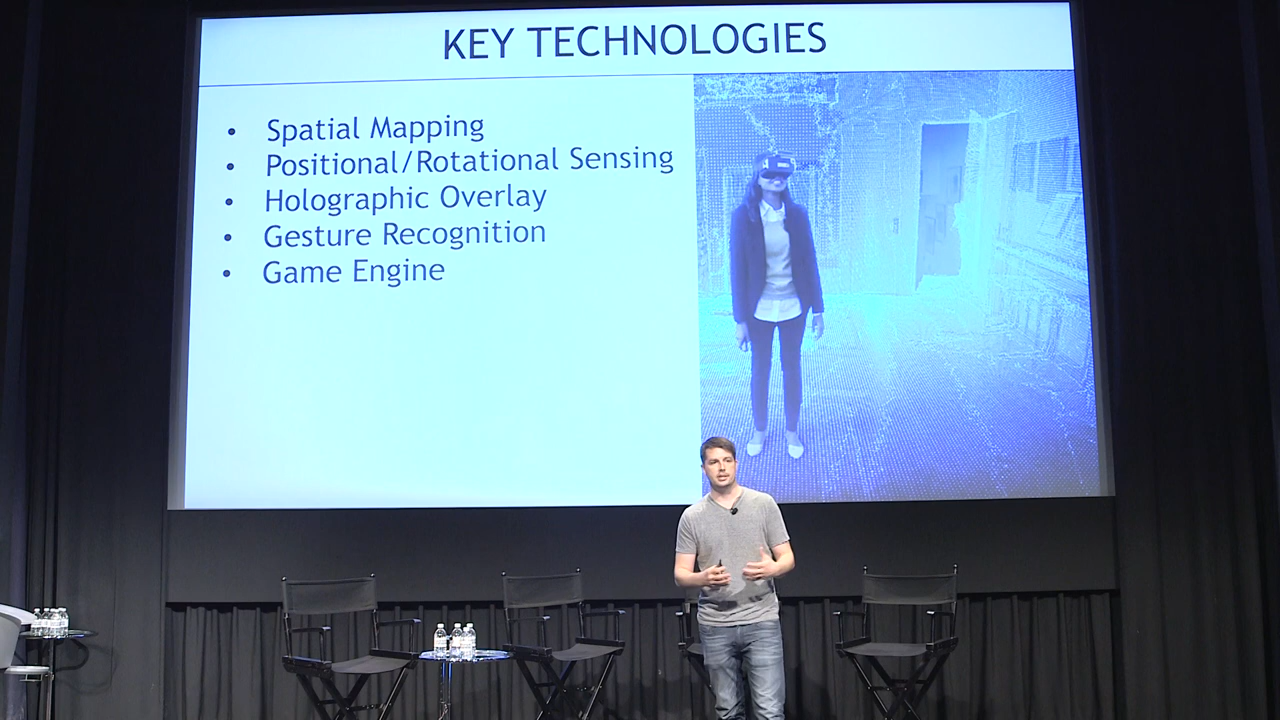 KEY TECHNOLOGIES
• Spatial Mapping
• Positional/Rotational Sensing
• Holographic Overlay
• Gesture Recognition
• Game Engine